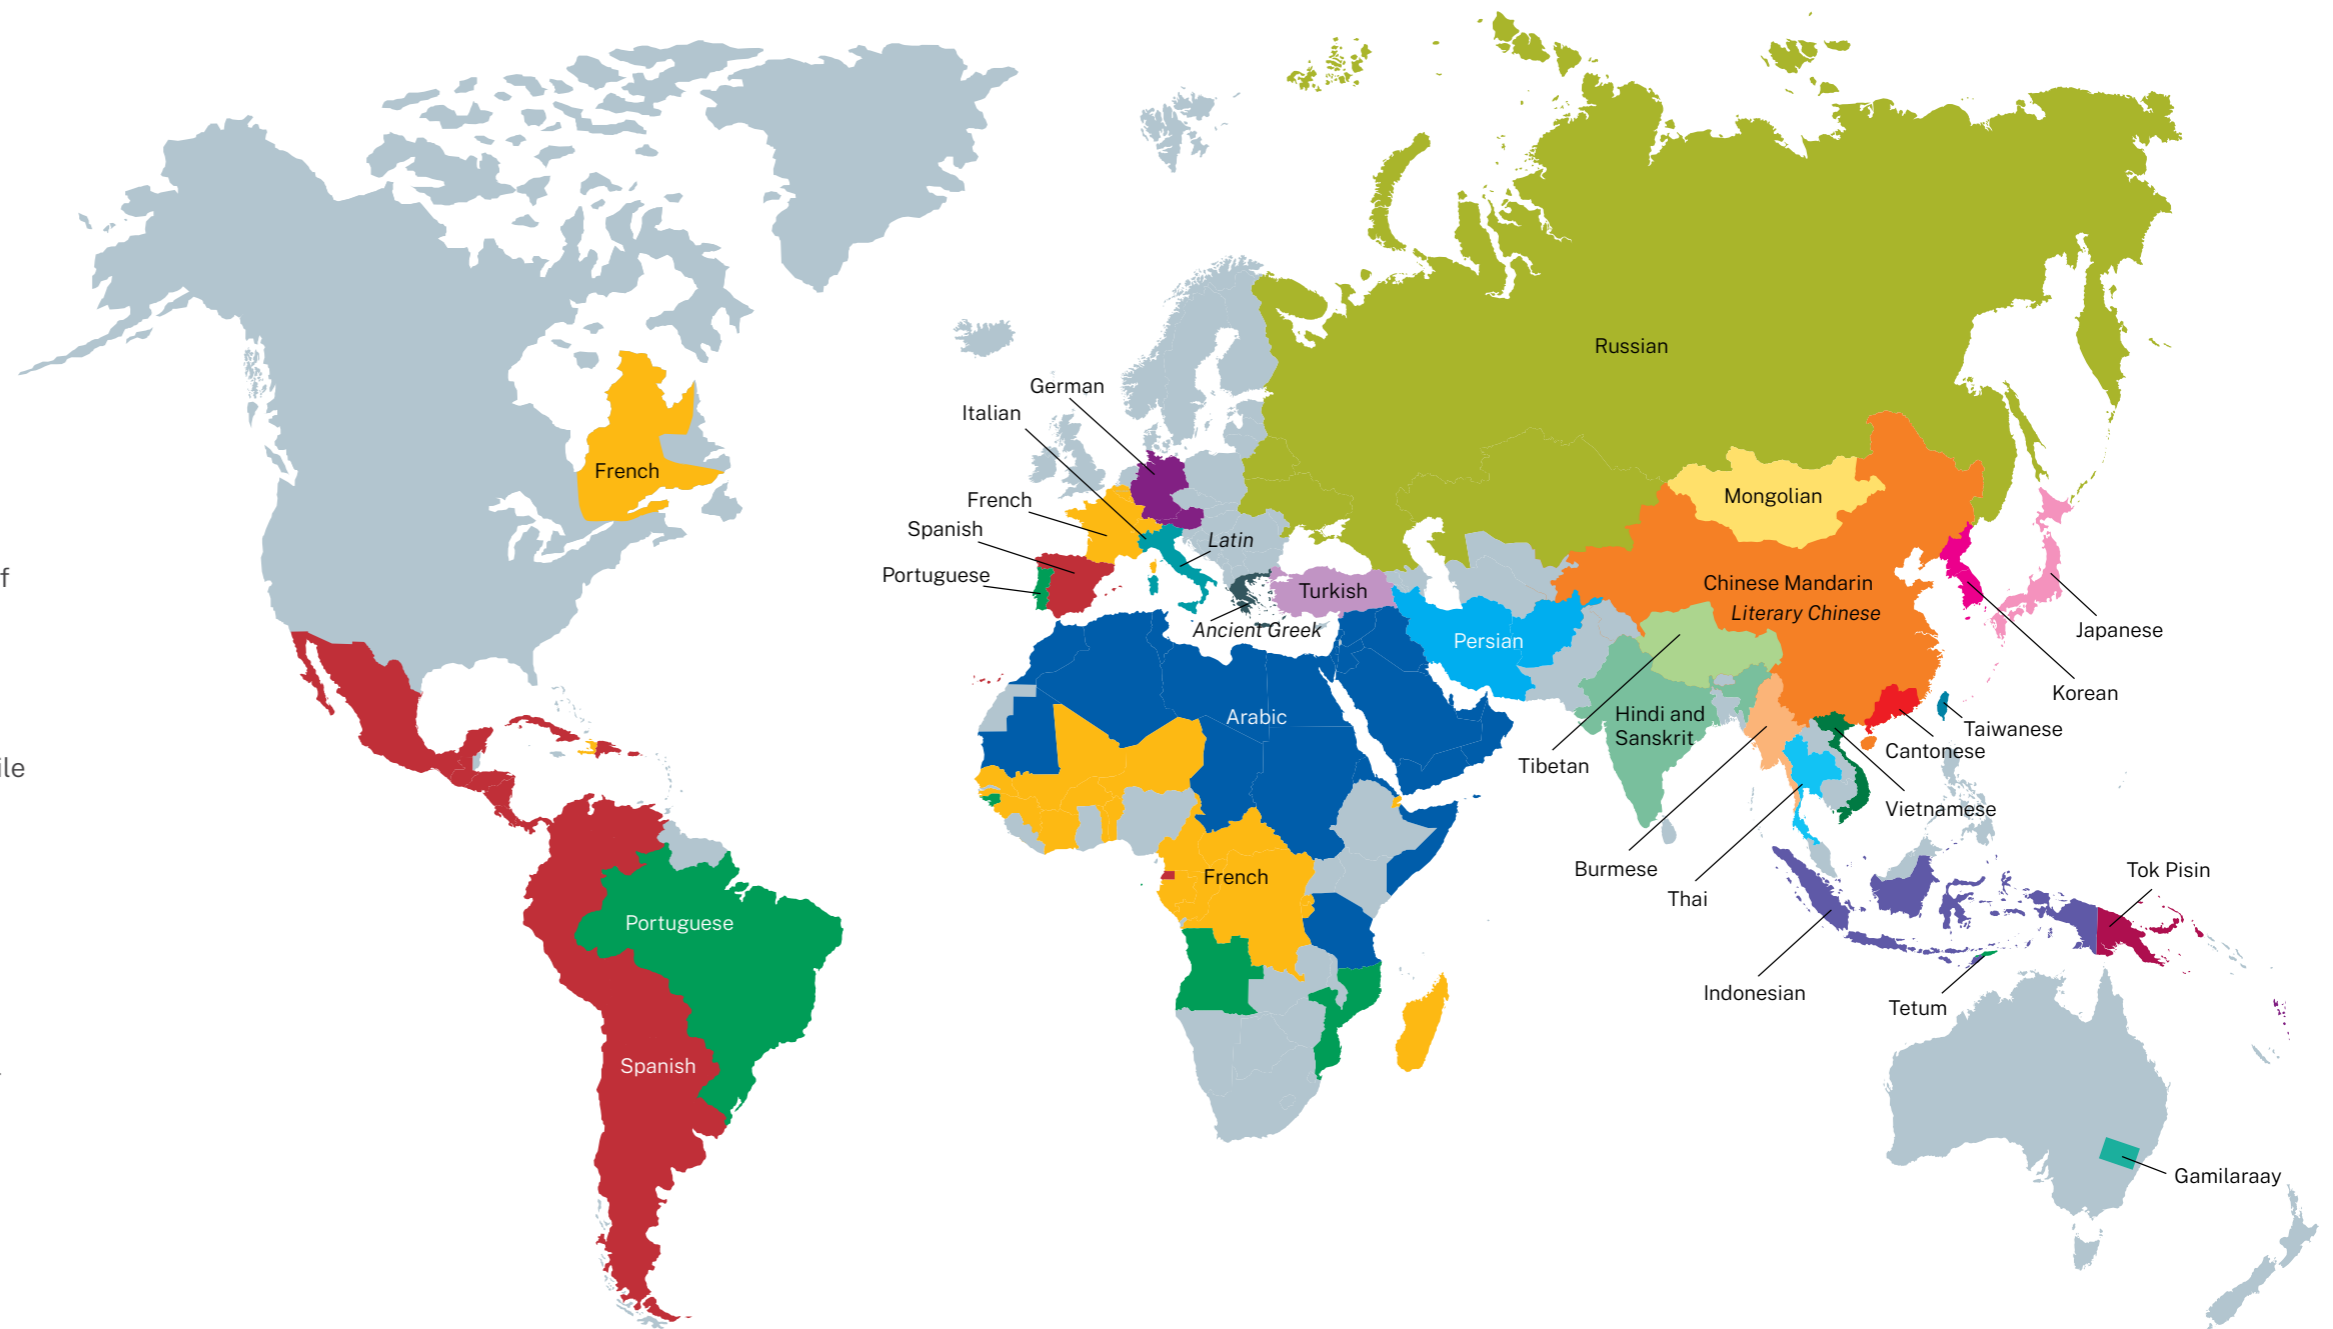 Russian
German
Italian
French
French
Mongolian
Spanish
Latin
Portuguese
Turkish
Chinese Mandarin
Literary Chinese
Ancient Greek
Persian
Japanese
Korean
Arabic
Hindi and
Sanskrit
Taiwanese
Cantonese
Tibetan
Vietnamese
Burmese
Thai
French
Tok Pisin
Portuguese
Indonesian
Tetum
Spanish
Gamilaraay
f
ile